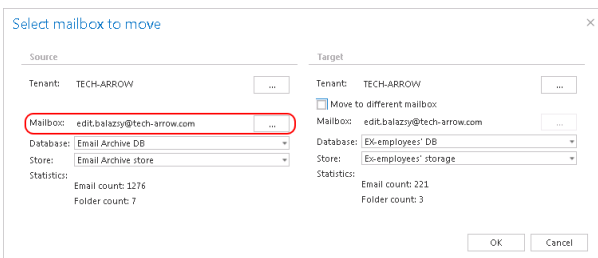 Select mailbox to move
Source
Tenant: TECH-ARROW ...
Mailbox: edit.balazsy@tech-arrow.com ...
Database: Email Archive DB
Store: Email Archive store
Statistics:
Email count: 1276
Folder count: 7
Target
Tenant: TECH-ARROW ...
Move to different mailbox
Mailbox: edit.balazsy@tech-arrow.com ...
Database: EX-employees' DB
Store: Ex-employees' storage
Statistics:
Email count: 221
Folder count: 3
OK Cancel